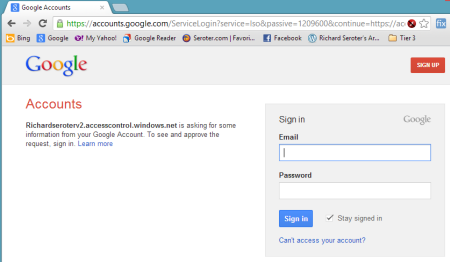 Google Accounts
https://accounts.google.com/ServiceLogin?service=lso&passive=1209600&continue=https://acc
Bing Google My Yahoo! Google Reader Seroter.com | Favori... Facebook Richard Seroter's Ar... Tier 3
Google
SIGN UP
Accounts
Richardseroterv2.accesscontrol.windows.net is asking for some
information from your Google Account. To see and approve the
request, sign in. Learn more
Sign in Google
Email
Password
Sign in Stay signed in
Can't access your account?